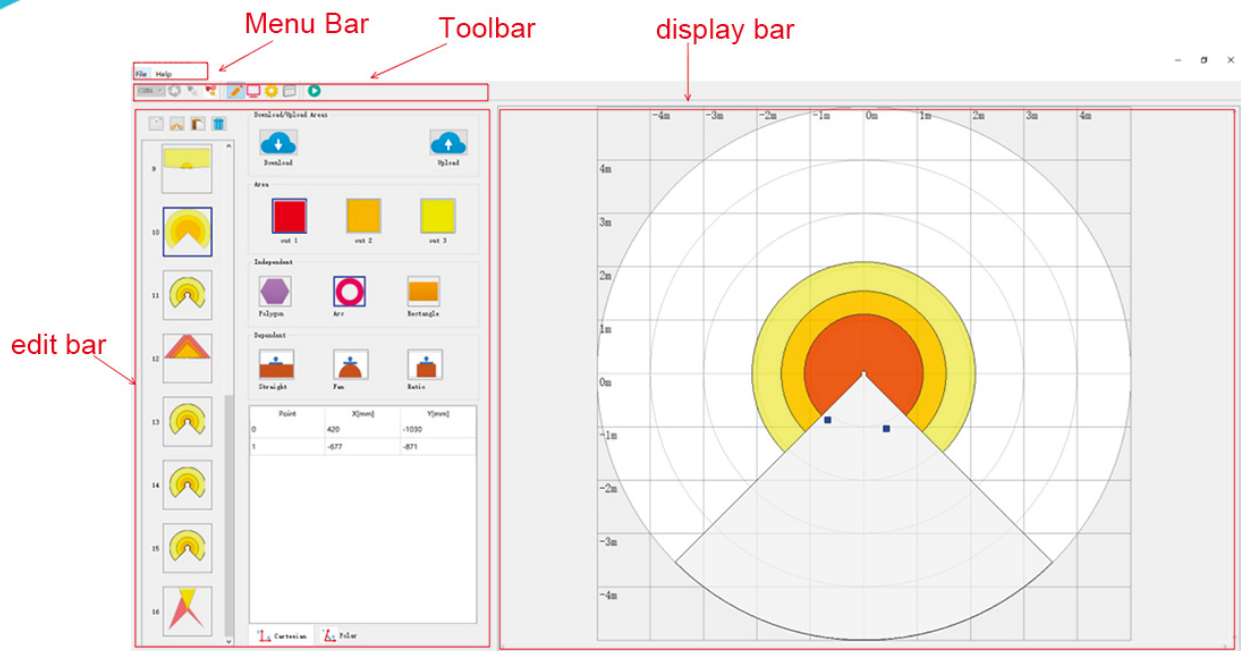 Menu Bar
Toolbar
display bar
File Help
COM4
Download/Upload Areas
Download
Upload
Area
out 1
out 2
out 3
Independent
Polygon
Arc
Rectangle
Dependent
Straight
Fan
Ratio
Point X[mm] Y[mm]
0 420 -1030
1 -677 -871
Cartesian
Polar
edit bar
9
10
11
12
13
14
15
16
-4m -3m -2m -1m 0m 1m 2m 3m 4m
4m
3m
2m
1m
0m
-1m
-2m
-3m
-4m